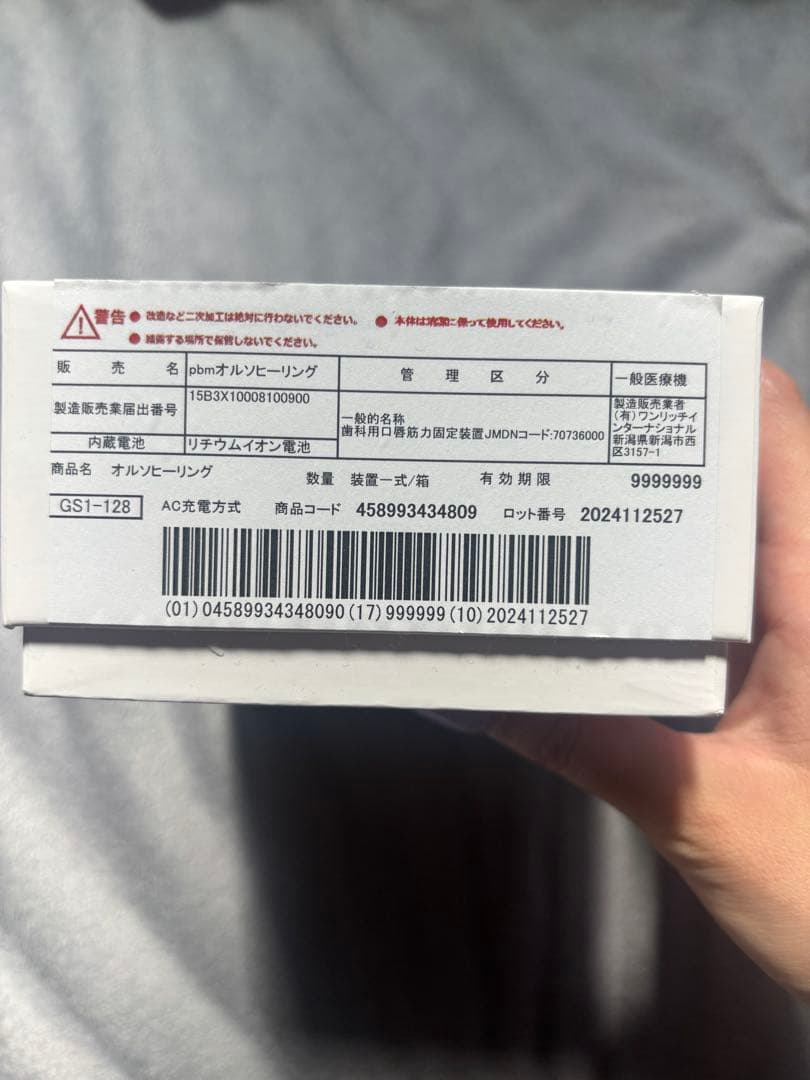 警告 ● 改造など二次加工は絶対に行わないでください。 ● 本体は清潔に保って使用してください。
● 結露する場所で保管しないでください。
販 売 名 pbmオルソヒーリング 管 理 区 分 一般医療機
製造販売業届出番号 15B3X10008100900
一般的名称
歯科用口唇筋力固定装置JMDNコード:70736000
製造販売業者
(有)ワンリッチイ
ンターナショナル
新潟県新潟市西
区3157-1
内蔵電池 リチウムイオン電池
商品名 オルソヒーリング 数量 装置一式/箱 有効期限 9999999
GS1-128 AC充電方式 商品コード 458993434809 ロット番号 2024112527
(01)04589934348090(17)999999(10)2024112527